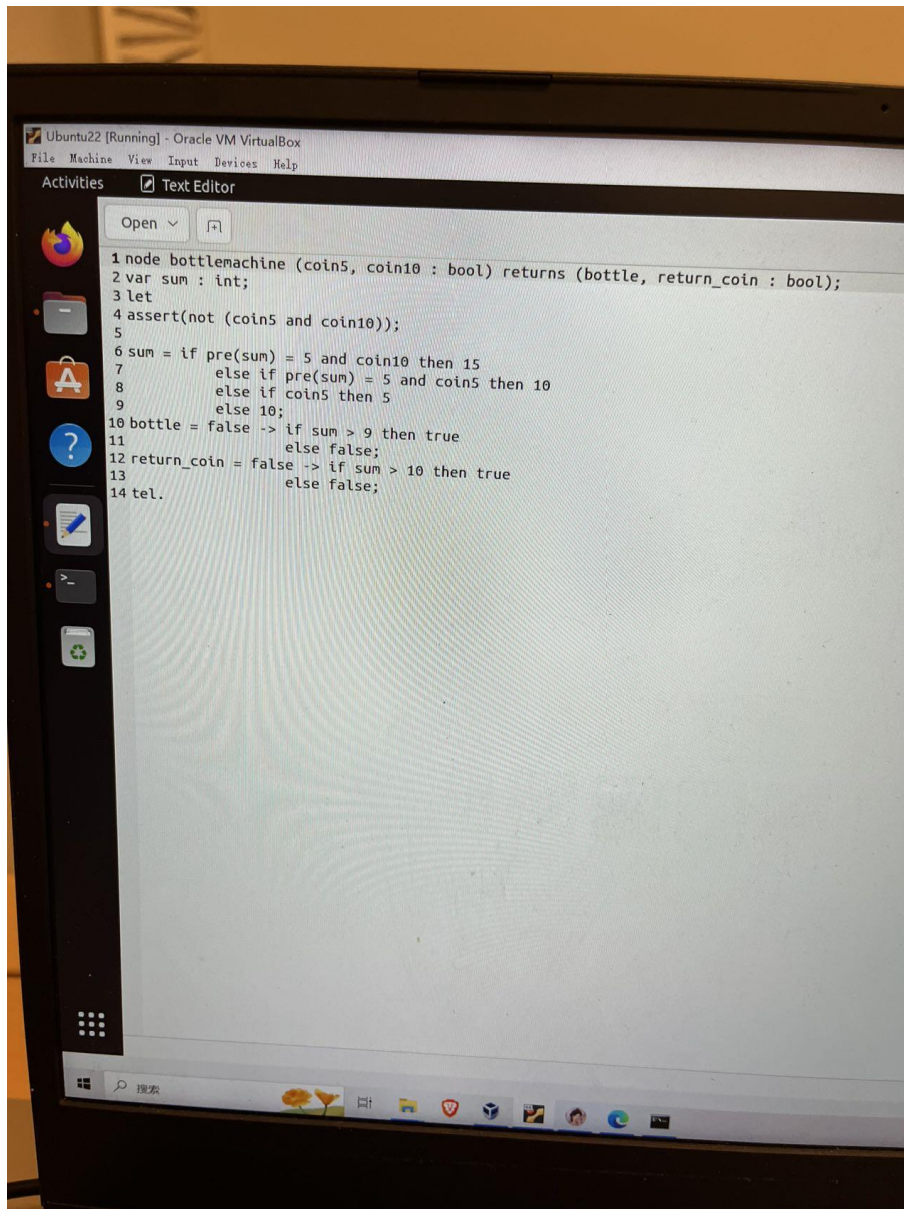 Ubuntu22 [Running] - Oracle VM VirtualBox
File Machine View Input Devices Help
Activities Text Editor
Open
1 node bottlemachine (coin5, coin10 : bool) returns (bottle, return_coin : bool);
2 var sum : int;
3 let
4 assert(not (coin5 and coin10));
5
6 sum = if pre(sum) = 5 and coin10 then 15
7 else if pre(sum) = 5 and coin5 then 10
8 else if coin5 then 5
9 else 10;
10 bottle = false -> if sum > 9 then true
11 else false;
12 return_coin = false -> if sum > 10 then true
13 else false;
14 tel.
搜索